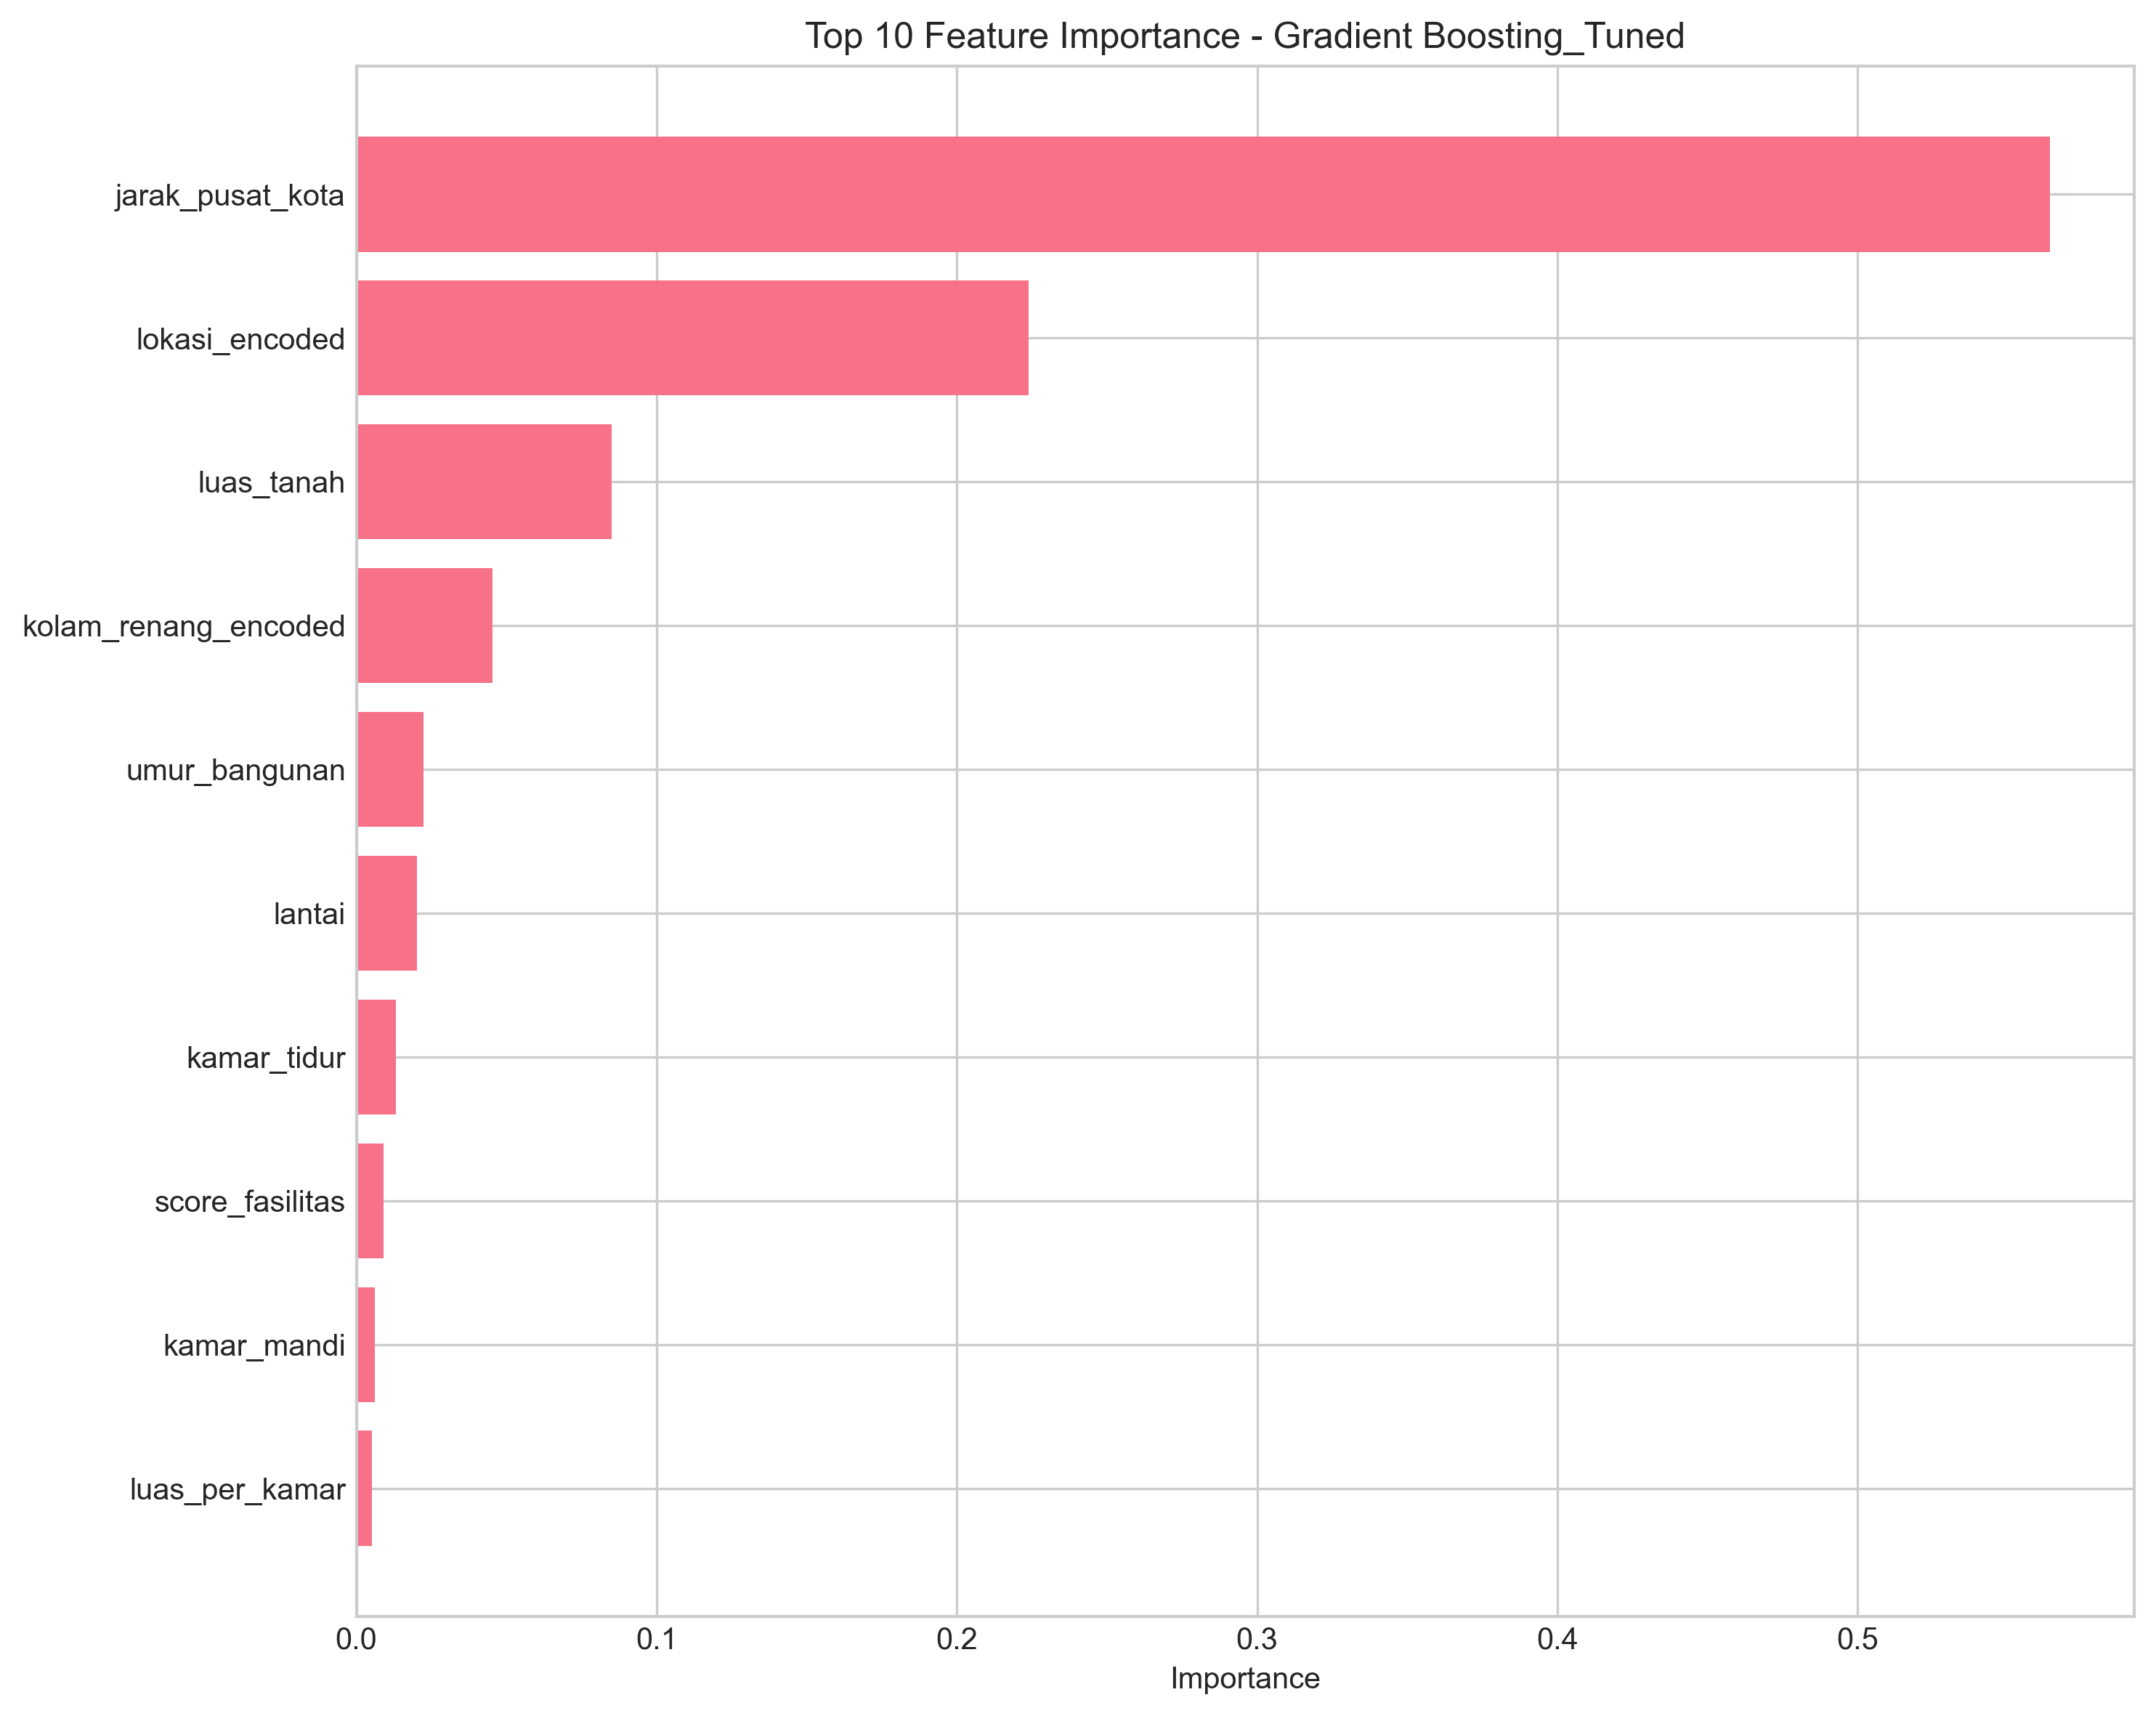 Top 10 Feature Importance - Gradient Boosting_Tuned
jarak_pusat_kota
lokasi_encoded
luas_tanah
kolam_renang_encoded
umur_bangunan
lantai
kamar_tidur
score_fasilitas
kamar_mandi
luas_per_kamar
0.0 0.1 0.2 0.3 0.4 0.5
Importance